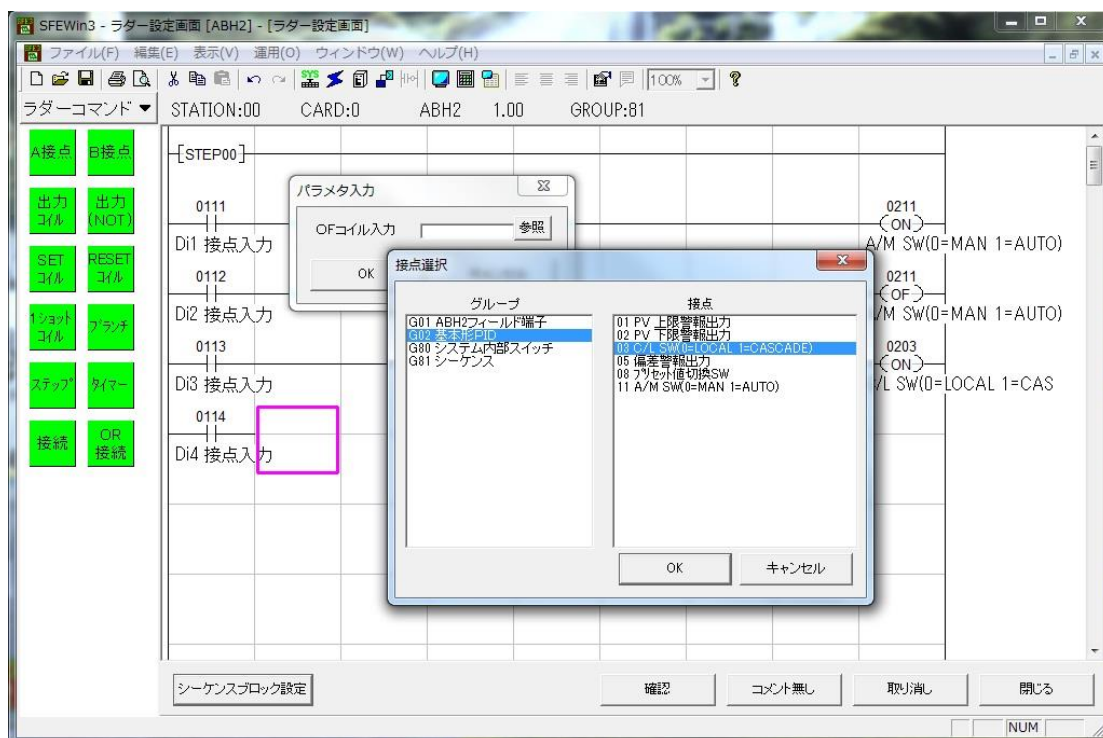 SFEWin3 - ラダー設定画面 [ABH2] - [ラダー設定画面]
ファイル(F) 編集(E) 表示(V) 運用(O) ウィンドウ(W) ヘルプ(H)
SYS 100%
ラダーコマンド▼ STATION:00 CARD:0 ABH2 1.00 GROUP:81
A接点 B接点
出力コイル 出力(NOT)
SETコイル RESETコイル
1ショットコイル ブランチ
ステップ タイマー
接続 OR接続
[STEP00]
0111 0211
(ON)
Di1 接点入力 A/M SW(0=MAN 1=AUTO)
0112 0211
(OF)
Di2 接点入力 /M SW(0=MAN 1=AUTO)
0113 0203
(ON)
Di3 接点入力 /L SW(0=LOCAL 1=CAS
0114
Di4 接点入力
パラメタ入力
OFコイル入力 参照
OK
接点選択
グループ
G01 ABH2フィールド端子
G02 基本形PID
G80 システム内部スイッチ
G81 シーケンス
接点
01 PV 上限警報出力
02 PV 下限警報出力
03 C/L SW(0=LOCAL 1=CASCADE)
05 偏差警報出力
08 プリセット値切換SW
11 A/M SW(0=MAN 1=AUTO)
OK キャンセル
シーケンスブロック設定 確認 コメント無し 取り消し 閉じる
NUM